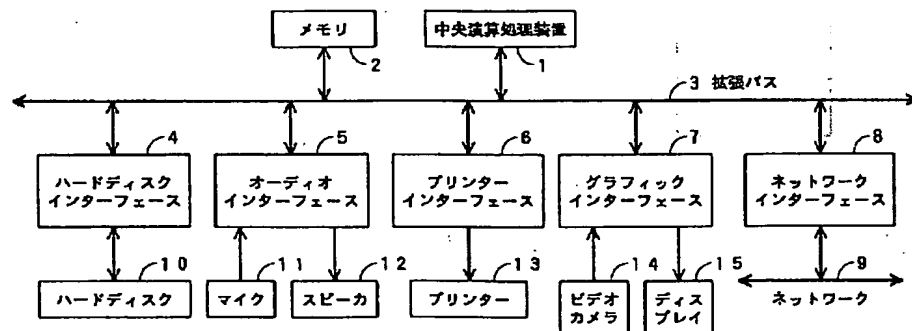 メモリ
中央演算処理装置
2
1
3 拡張バス
4
5
6
7
8
ハードディスク
インターフェース
オーディオ
インターフェース
プリンター
インターフェース
グラフィック
インターフェース
ネットワーク
インターフェース
10
11
12
13
14
15
9
ハードディスク
マイク
スピーカ
プリンター
ビデオ
カメラ
ディス
プレイ
ネットワーク